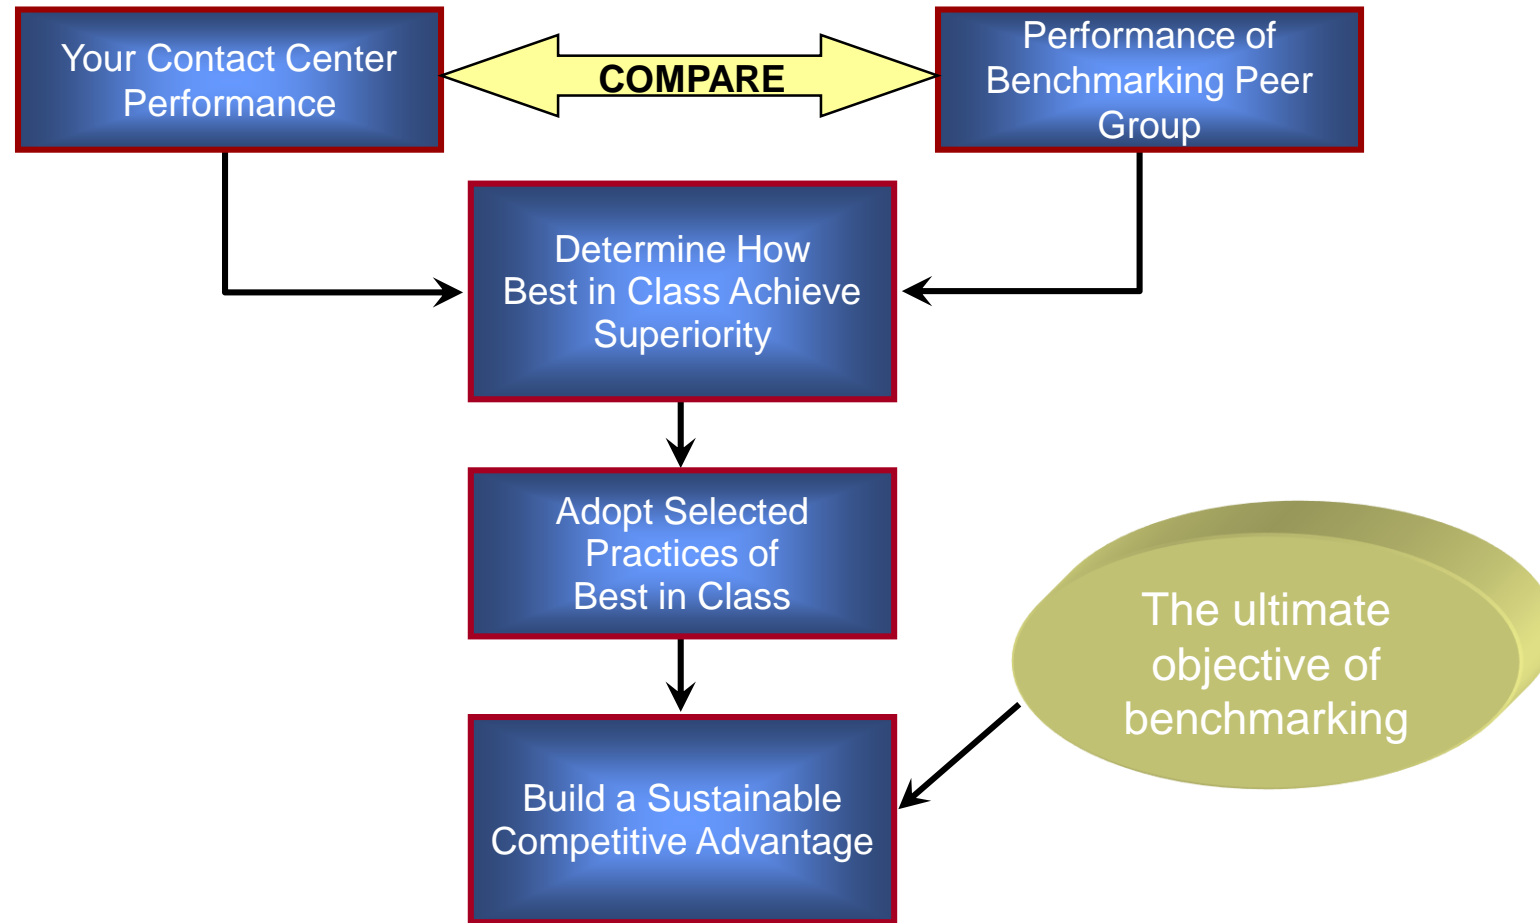 Your Contact Center
Performance
COMPARE
Performance of
Benchmarking Peer
Group
Determine How
Best in Class Achieve
Superiority
Adopt Selected
Practices of
Best in Class
The ultimate
objective of
benchmarking
Build a Sustainable
Competitive Advantage